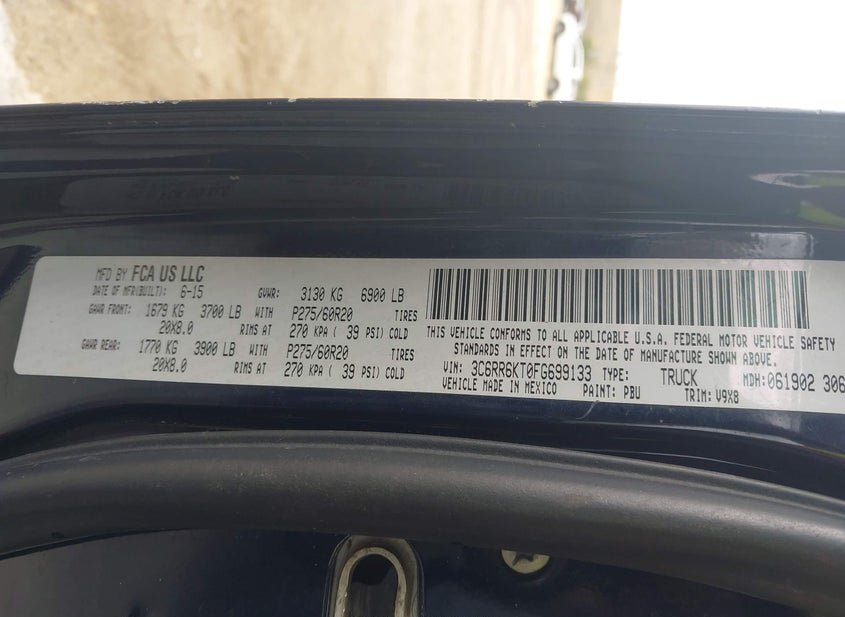 MFD BY FCA US LLC
DATE OF MFR(BUILT): 6-15 GVWR: 3130 KG 6900 LB
GAWR FRONT: 1679 KG 3700 LB WITH P275/60R20 TIRES
20X8.0 RIMS AT 270 KPA ( 39 PSI) COLD
GAWR REAR: 1770 KG 3900 LB WITH P275/60R20 TIRES
20X8.0 RIMS AT 270 KPA ( 39 PSI) COLD
THIS VEHICLE CONFORMS TO ALL APPLICABLE U.S.A. FEDERAL MOTOR VEHICLE SAFETY
STANDARDS IN EFFECT ON THE DATE OF MANUFACTURE SHOWN ABOVE.
VIN: 3C6RR6KT0FG699133 TYPE: TRUCK MDH:061902 306
VEHICLE MADE IN MEXICO PAINT: PBU TRIM: V9X8